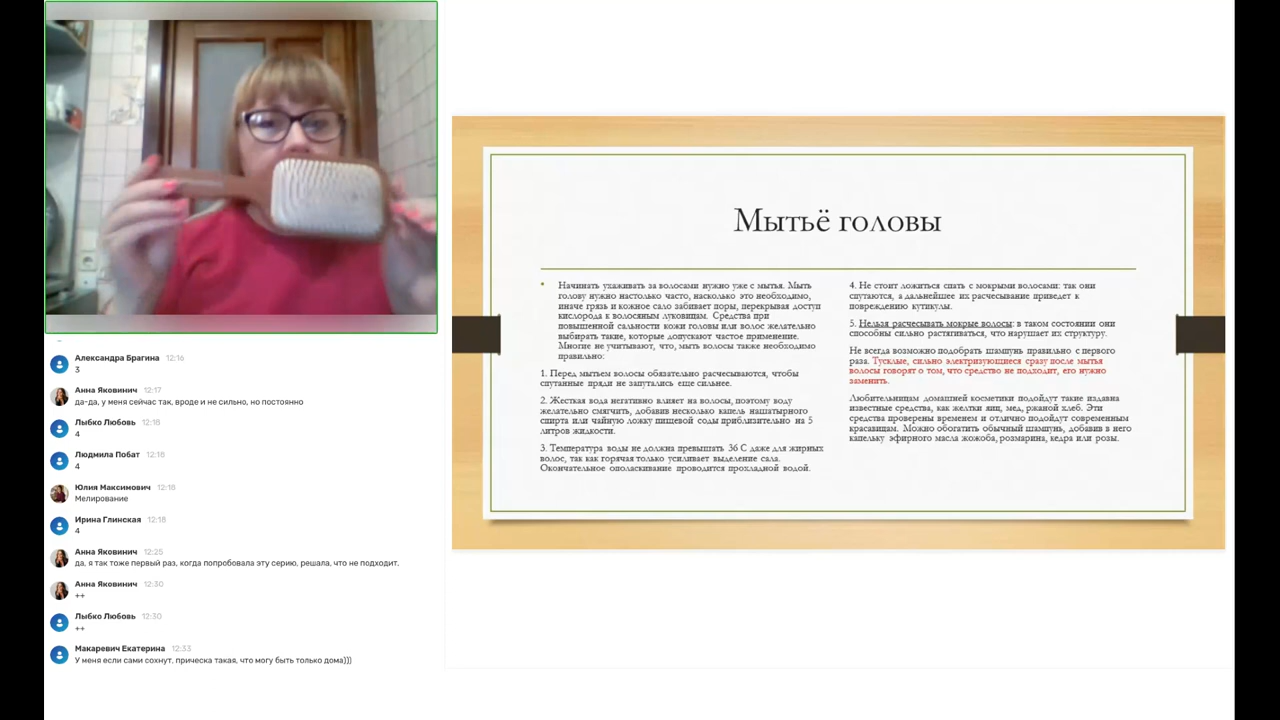 Александра Брагина 12:16
3
Анна Яковинич 12:17
да-да, у меня сейчас так, вроде и не сильно, но постоянно
Лыбко Любовь 12:18
4
Людмила Побат 12:18
4
Юлия Максимович 12:18
Мелирование
Ирина Глинская 12:18
4
Анна Яковинич 12:25
да, я так тоже первый раз, когда попробовала эту серию, решала, что не подходит.
Анна Яковинич 12:30
++
Лыбко Любовь 12:30
++
Макаревич Екатерина 12:33
У меня если сами сохнут, прическа такая, что могу быть только дома)))
Мытьё головы
• Начинать ухаживать за волосами нужно уже с мытья. Мыть
голову нужно настолько часто, насколько это необходимо,
иначе грязь и кожное сало забивает поры, перекрывая доступ
кислорода к волосяным луковицам. Средства при
повышенной сальности кожи головы или волос желательно
выбирать такие, которые допускают частое применение.
Многие не учитывают, что, мыть волосы также необходимо
правильно:
1. Перед мытьем волосы обязательно расчесываются, чтобы
спутанные пряди не запутались еще сильнее.
2. Жесткая вода негативно влияет на волосы, поэтому воду
желательно смягчить, добавив несколько капель нашатырного
спирта или чайную ложку пищевой соды приблизительно на 5
литров жидкости.
3. Температура воды не должна превышать 36 С даже для жирных
волос, так как горячая только усиливает выделение сала.
Окончательное ополаскивание проводится прохладной водой.
4. Не стоит ложиться спать с мокрыми волосами: так они
спутаются, а дальнейшее их расчесывание приведет к
повреждению кутикулы.
5. Нельзя расчесывать мокрые волосы: в таком состоянии они
способны сильно растягиваться, что нарушает их структуру.
Не всегда возможно подобрать шампунь правильно с первого
раза. Тусклые, сильно электризующиеся сразу после мытья
волосы говорят о том, что средство не подходит, его нужно
заменить.
Любительницам домашней косметики подойдут такие издавна
известные средства, как желтки яиц, мед, ржаной хлеб. Эти
средства проверены временем и отлично подойдут современным
красавицам. Можно обогатить обычный шампунь, добавив в него
капельку эфирного масла жожоба, розмарина, кедра или розы.